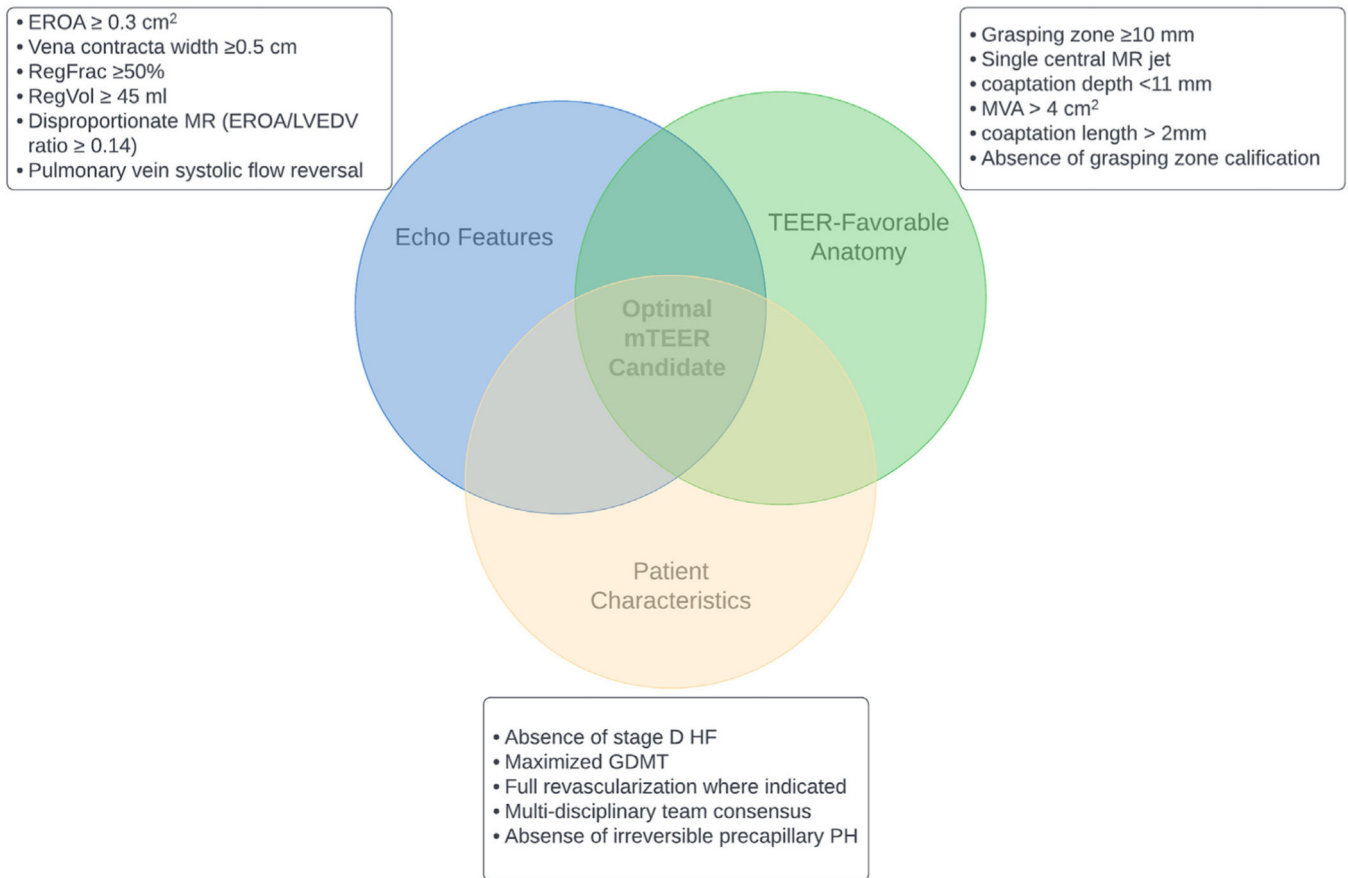 • EROA ≥ 0.3 cm²
• Vena contracta width ≥0.5 cm
• RegFrac ≥50%
• RegVol ≥ 45 ml
• Disproportionate MR (EROA/LVEDV
ratio ≥ 0.14)
• Pulmonary vein systolic flow reversal
• Grasping zone ≥10 mm
• Single central MR jet
• coaptation depth <11 mm
• MVA > 4 cm²
• coaptation length > 2mm
• Absence of grasping zone calification
Echo Features
TEER-Favorable
Anatomy
Optimal
mTEER
Candidate
Patient
Characteristics
• Absence of stage D HF
• Maximized GDMT
• Full revascularization where indicated
• Multi-disciplinary team consensus
• Absense of irreversible precapillary PH